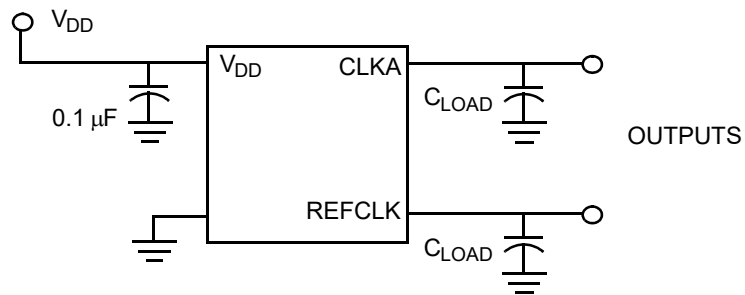 VDD
VDD CLKA
0.1 μF
CLOAD
OUTPUTS
REFCLK
CLOAD